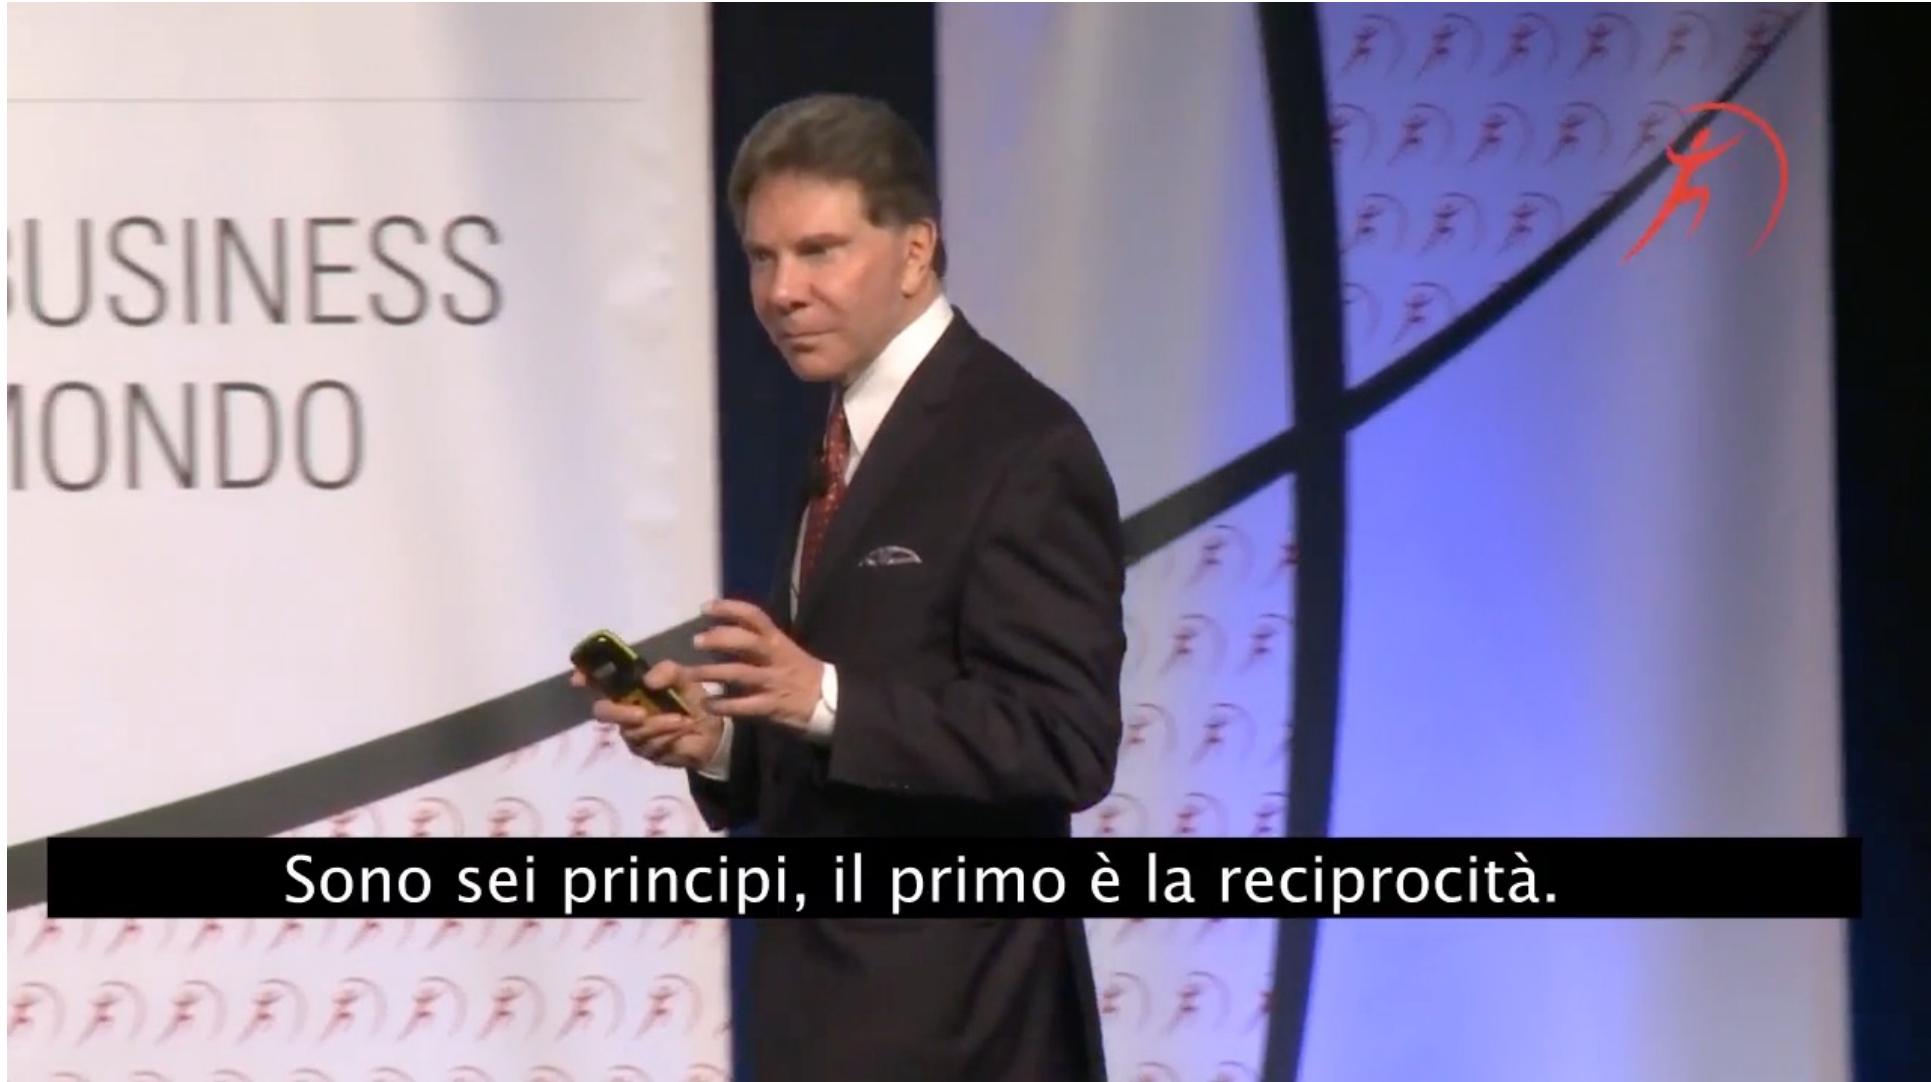 BUSINESS
MONDO
Sono sei principi, il primo è la reciprocità.